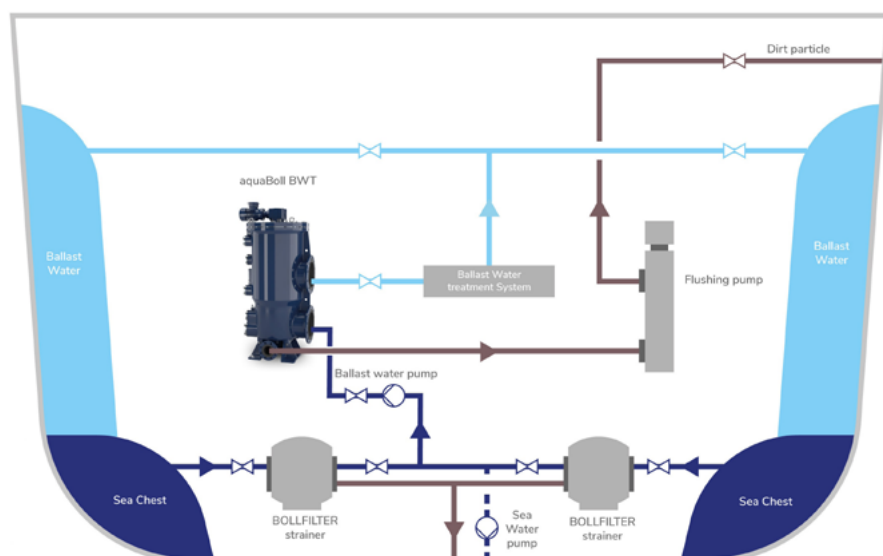 Dirt particle
aquaBoll BWT
Ballast
Water
Ballast Water
treatment System
Flushing pump
Ballast
Water
Ballast water pump
Sea Chest
BOLLFILTER
strainer
Sea
Water
pump
BOLLFILTER
strainer
Sea Chest